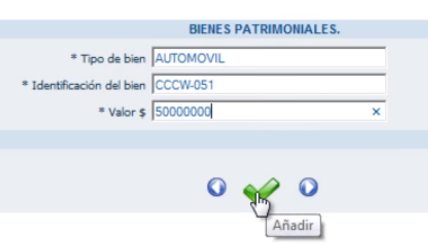 BIENES PATRIMONIALES.
* Tipo de bien AUTOMOVIL
* Identificación del bien CCCW-051
* Valor $ 50000000
Añadir